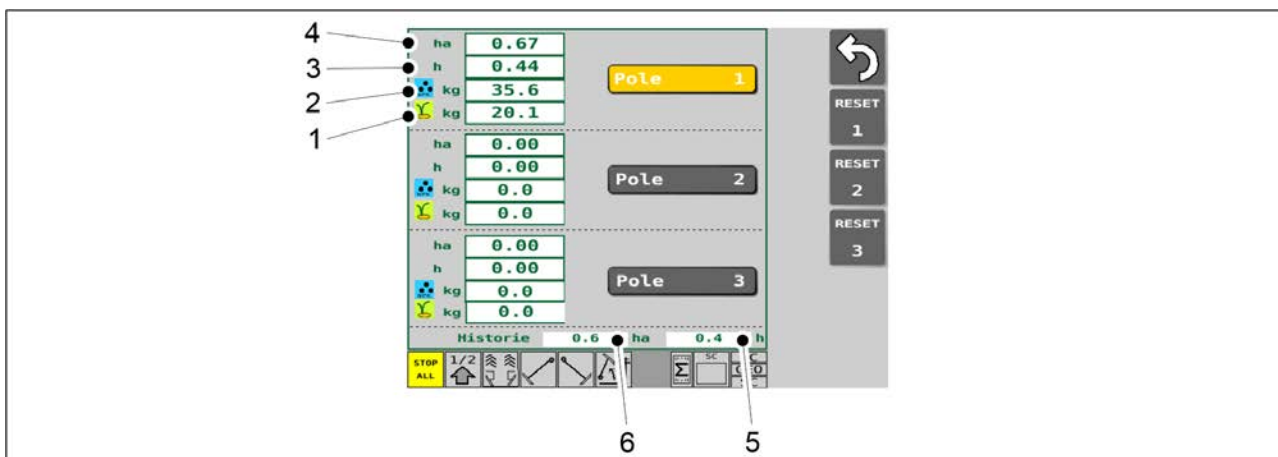 4 ha 0.67
3 h 0.44 Pole 1
2 kg 35.6
1 kg 20.1
ha 0.00
h 0.00
Pole 2
kg 0.0
kg 0.0
ha 0.00
h 0.00
Pole 3
kg 0.0
kg 0.0
Historie 0.6 ha 0.4 h
STOP
ALL
1/2
Σ
SC
RESET
1
RESET
2
RESET
3
6 5